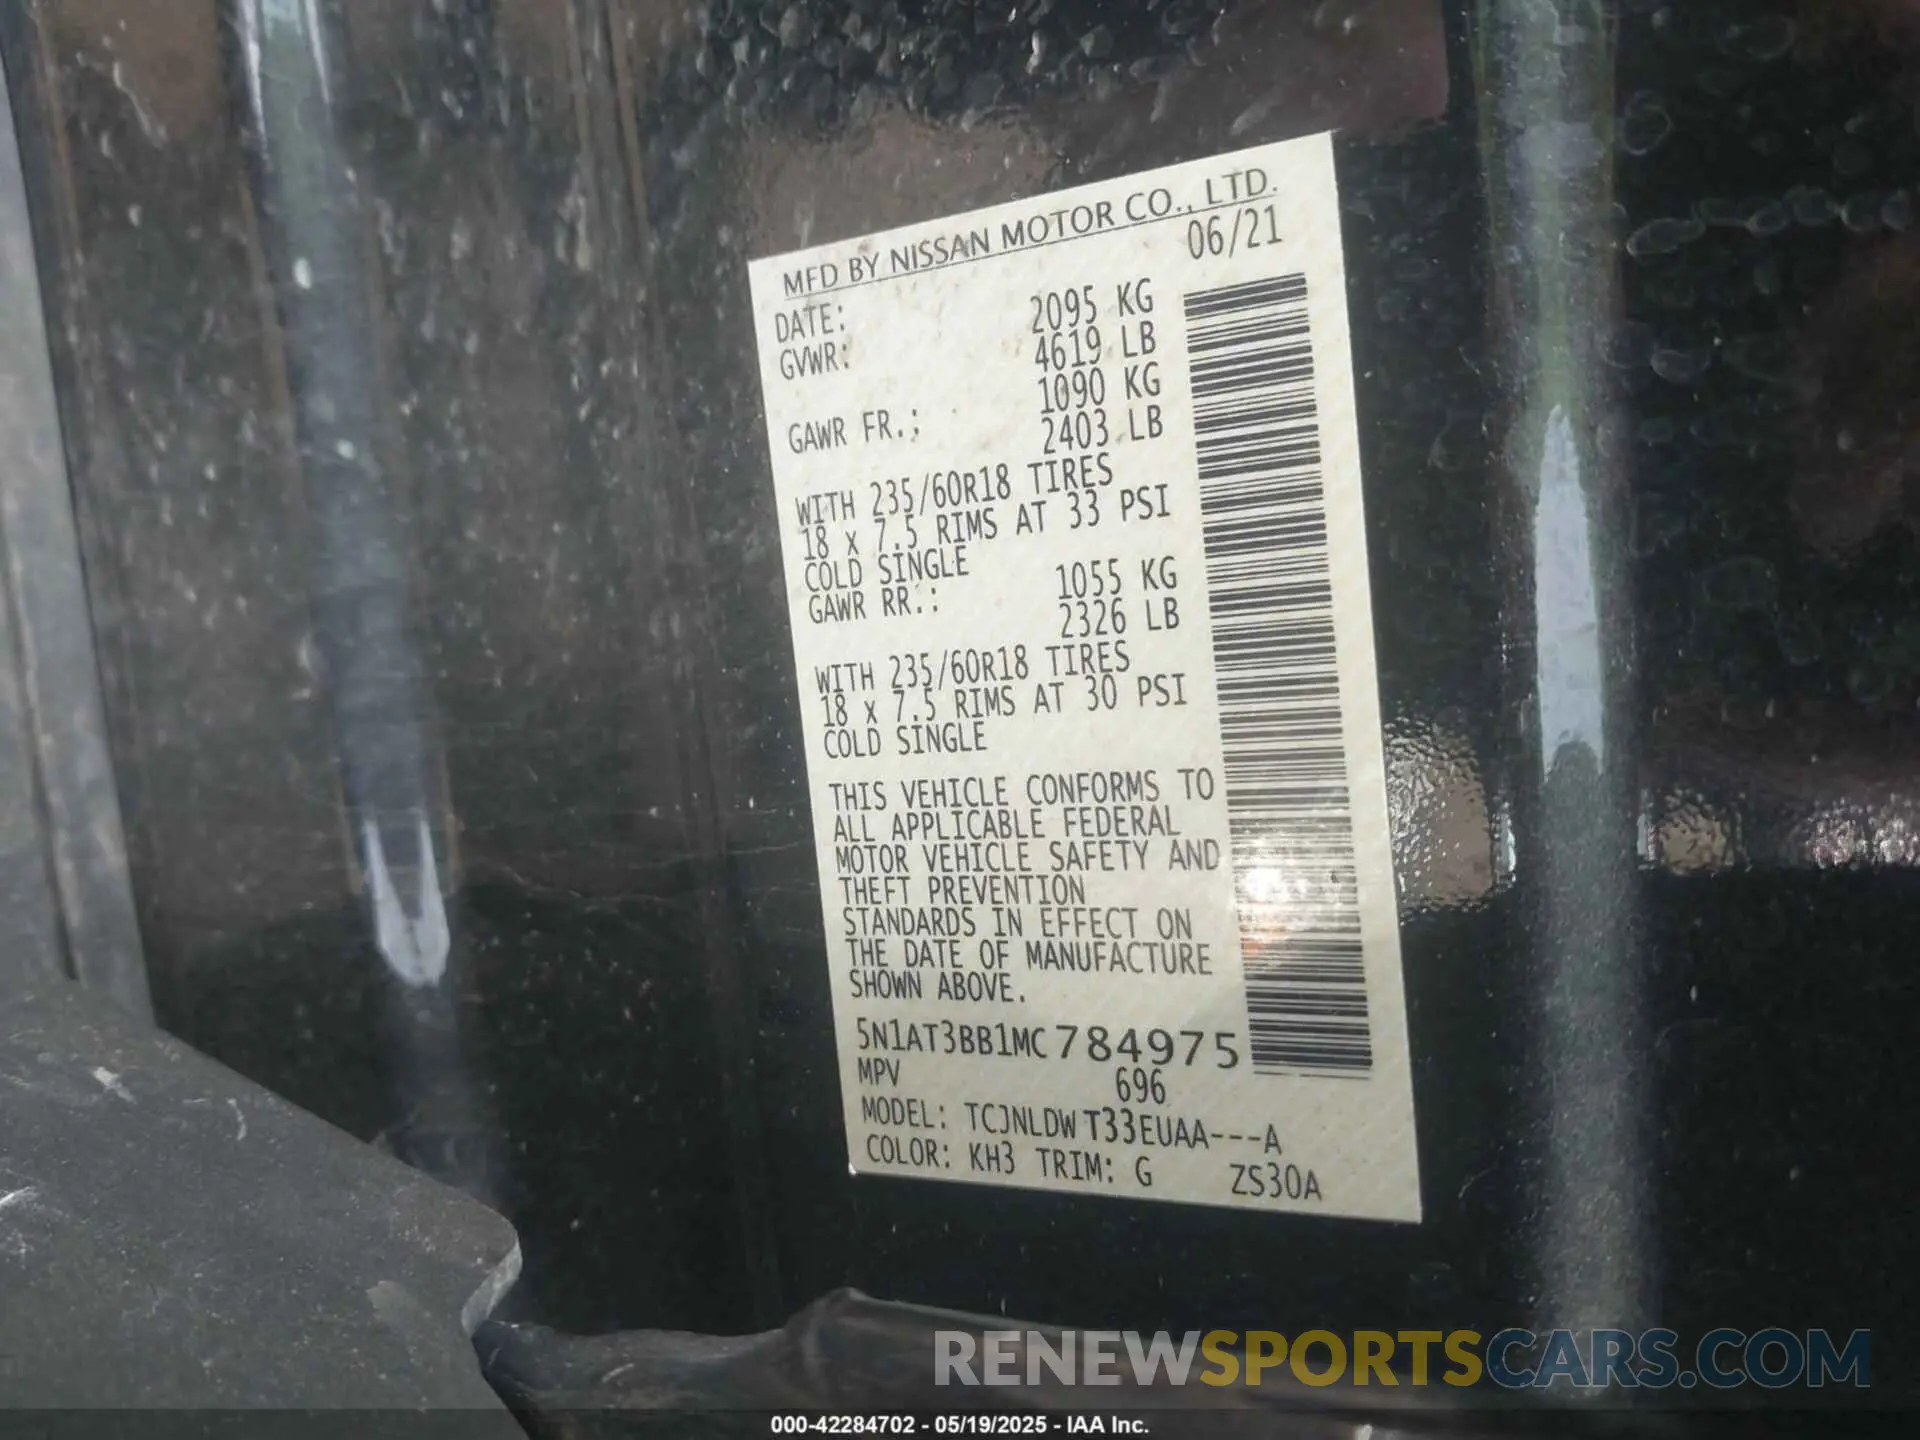 MFD BY NISSAN MOTOR CO., LTD.
DATE: 06/21
GVWR: 2095 KG
4619 LB
GAWR FR.: 1090 KG
2403 LB
WITH 235/60R18 TIRES
18 x 7.5 RIMS AT 33 PSI
COLD SINGLE
GAWR RR.: 1055 KG
2326 LB
WITH 235/60R18 TIRES
18 x 7.5 RIMS AT 30 PSI
COLD SINGLE
THIS VEHICLE CONFORMS TO
ALL APPLICABLE FEDERAL
MOTOR VEHICLE SAFETY AND
THEFT PREVENTION
STANDARDS IN EFFECT ON
THE DATE OF MANUFACTURE
SHOWN ABOVE.
5N1AT3BB1MC784975
MPV 696
MODEL: TCJNLDW T33EUAA---A
COLOR: KH3 TRIM: G ZS30A
RENEWSPORTSCARS.COM
000-42284702 - 05/19/2025 - IAA Inc.